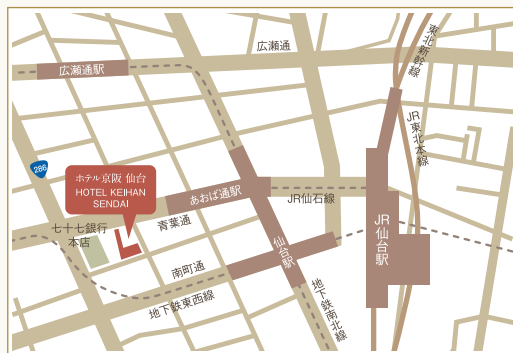 広瀬通
東北新幹線
広瀬通駅
JR東北本線
286
ホテル京阪 仙台
HOTEL KEIHAN
SENDAI
あおば通駅
JR仙石線
七十七銀行
本店
青葉通
仙台駅
JR仙台駅
南町通
地下鉄東西線
地下鉄南北線